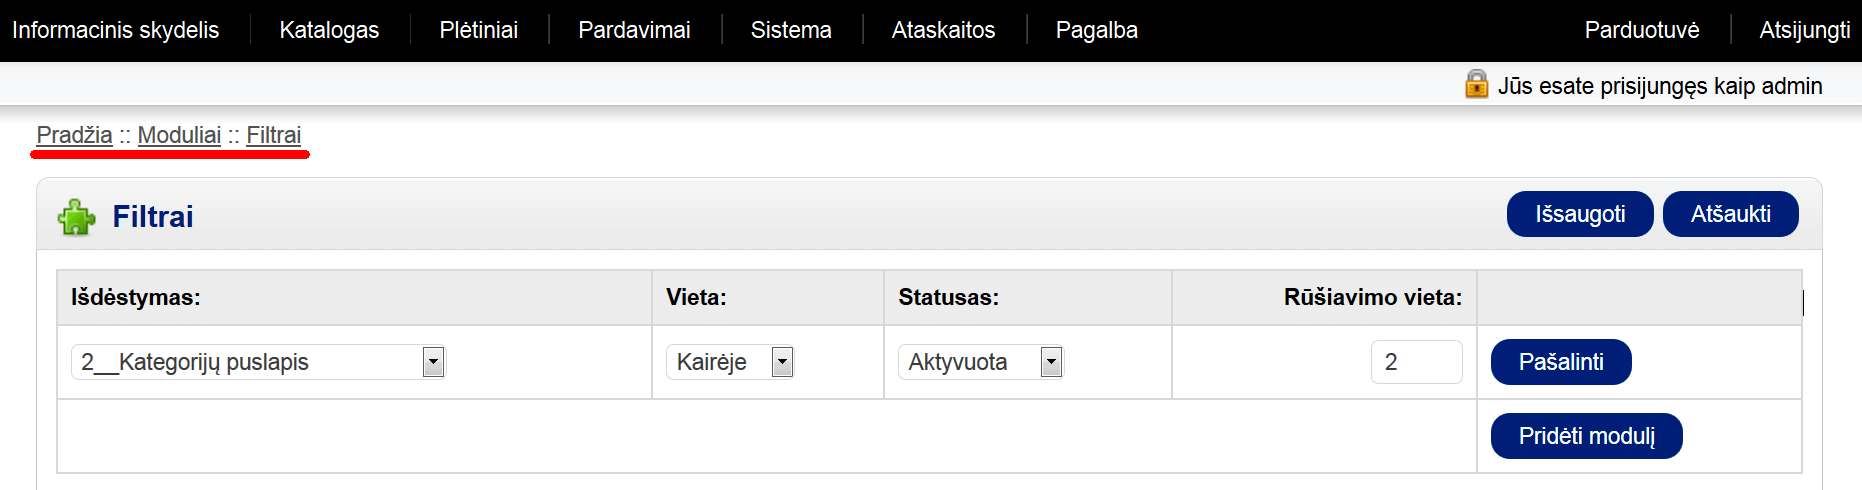 Informacinis skydelis Katalogas Plėtiniai Pardavimai Sistema Ataskaitos Pagalba Parduotuvė Atsijungti
Jūs esate prisijungęs kaip admin
Pradžia :: Moduliai :: Filtrai
Filtrai Išsaugoti Atšaukti
Išdėstymas: Vieta: Statusas: Rūšiavimo vieta:
2__Kategorijų puslapis Kairėje Aktyvuota 2 Pašalinti
Pridėti modulį